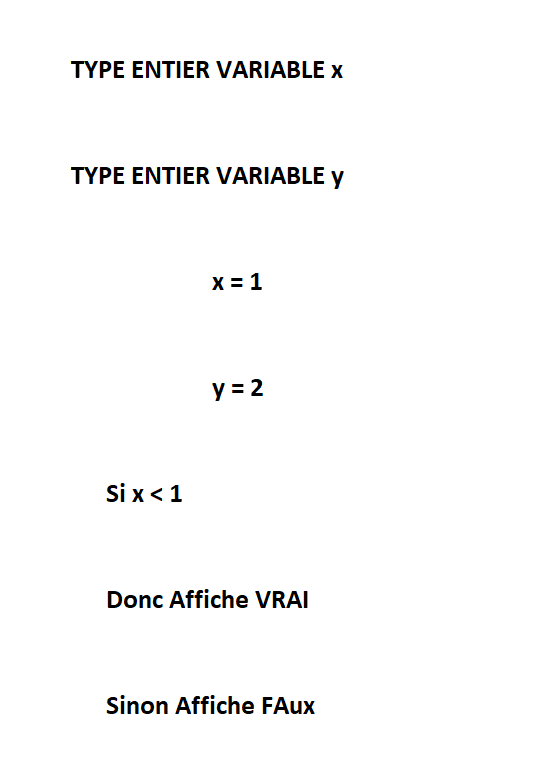 TYPE ENTIER VARIABLE x
TYPE ENTIER VARIABLE y
x = 1
y = 2
Si x < 1
Donc Affiche VRAI
Sinon Affiche FAux